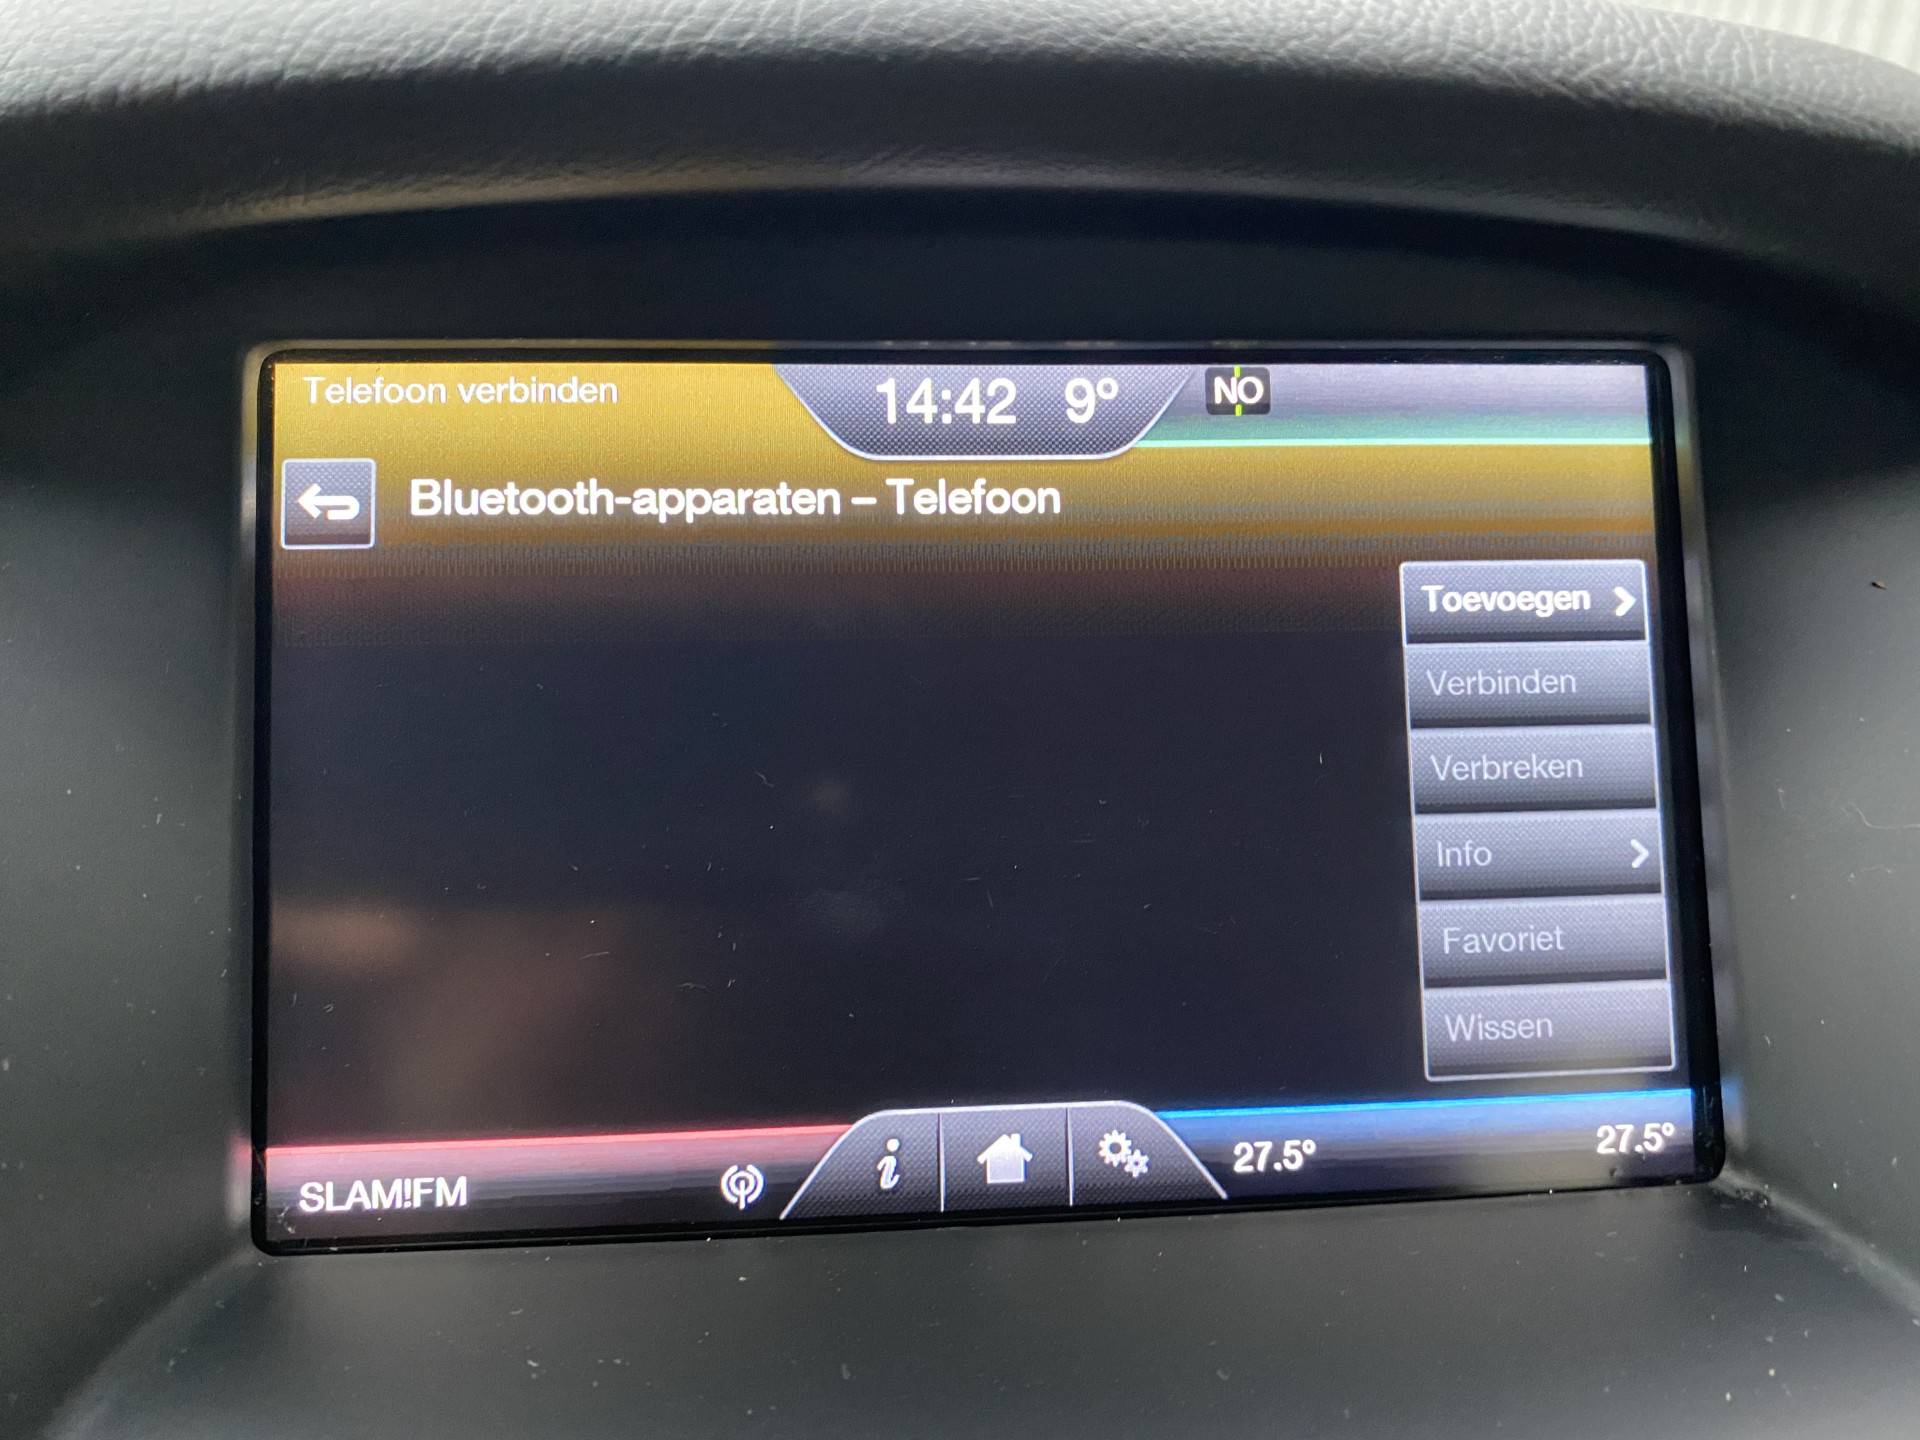 Telefoon verbinden
14:42 9°
NO
Bluetooth-apparaten – Telefoon
Toevoegen
Verbinden
Verbreken
Info
Favoriet
Wissen
SLAM!FM
i
27.5°
27.5°